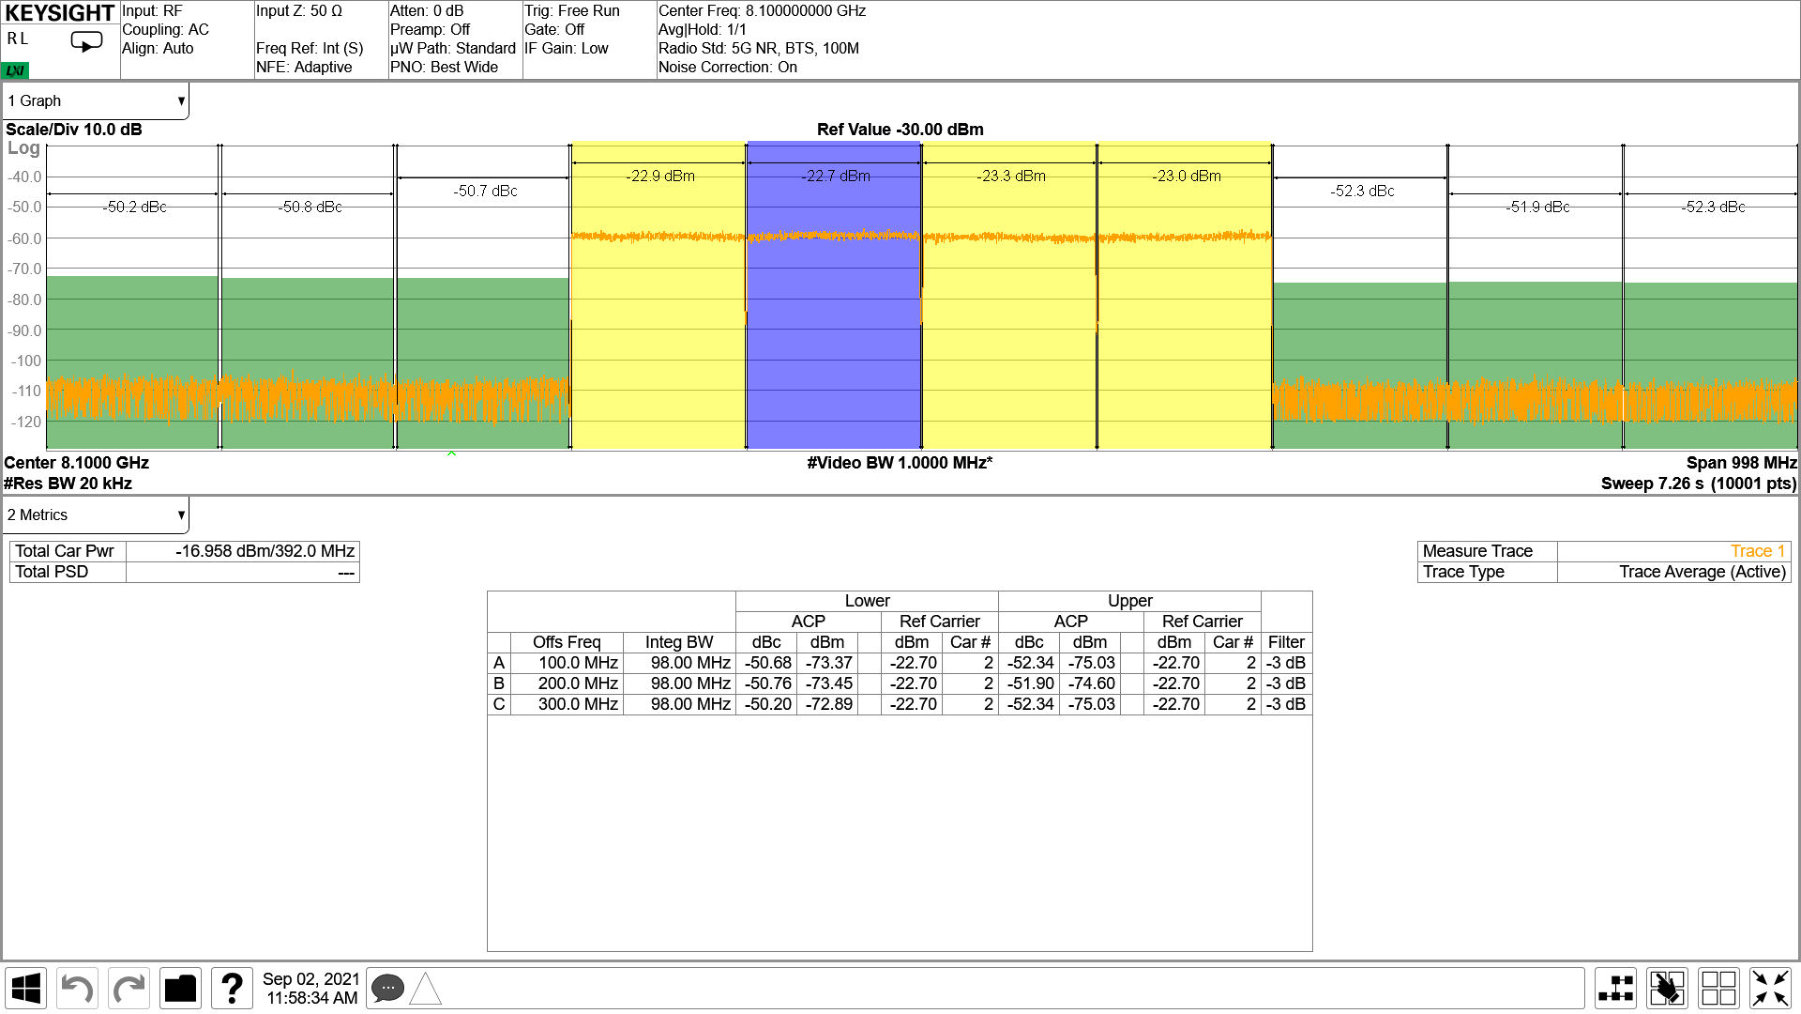 KEYSIGHT
R L
LXI
Input: RF
Coupling: AC
Align: Auto
Input Z: 50 Ω
Freq Ref: Int (S)
NFE: Adaptive
Atten: 0 dB
Preamp: Off
µW Path: Standard
PNO: Best Wide
Trig: Free Run
Gate: Off
IF Gain: Low
Center Freq: 8.100000000 GHz
Avg|Hold: 1/1
Radio Std: 5G NR, BTS, 100M
Noise Correction: On
1 Graph
Scale/Div 10.0 dB
Ref Value -30.00 dBm
Log
-40.0
-50.0
-60.0
-70.0
-80.0
-90.0
-100
-110
-120
-50.2 dBc
-50.8 dBc
-50.7 dBc
-22.9 dBm
-22.7 dBm
-23.3 dBm
-23.0 dBm
-52.3 dBc
-51.9 dBc
-52.3 dBc
Center 8.1000 GHz
#Video BW 1.0000 MHz*
Span 998 MHz
#Res BW 20 kHz
Sweep 7.26 s (10001 pts)
2 Metrics
Total Car Pwr -16.958 dBm/392.0 MHz
Total PSD ---
Measure Trace Trace 1
Trace Type Trace Average (Active)
Lower Upper
ACP Ref Carrier ACP Ref Carrier
Offs Freq Integ BW dBc dBm dBm Car # dBc dBm dBm Car # Filter
A 100.0 MHz 98.00 MHz -50.68 -73.37 -22.70 2 -52.34 -75.03 -22.70 2 -3 dB
B 200.0 MHz 98.00 MHz -50.76 -73.45 -22.70 2 -51.90 -74.60 -22.70 2 -3 dB
C 300.0 MHz 98.00 MHz -50.20 -72.89 -22.70 2 -52.34 -75.03 -22.70 2 -3 dB
?
Sep 02, 2021
11:58:34 AM